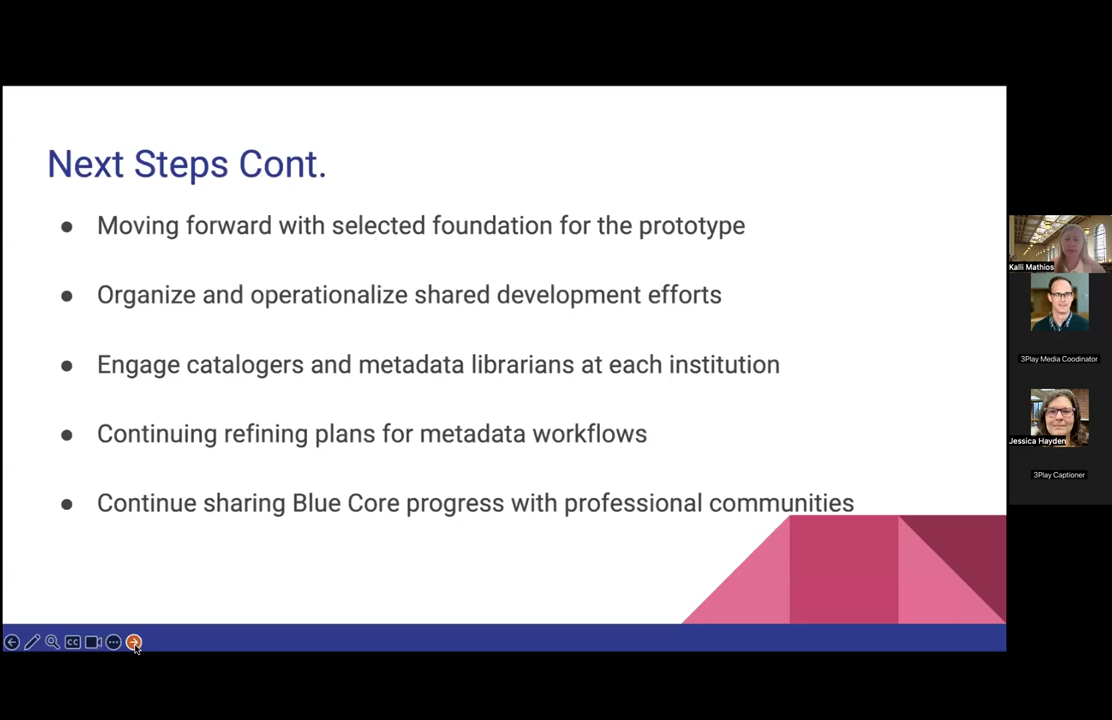 Next Steps Cont.
● Moving forward with selected foundation for the prototype
● Organize and operationalize shared development efforts
● Engage catalogers and metadata librarians at each institution
● Continuing refining plans for metadata workflows
● Continue sharing Blue Core progress with professional communities
CC
Kalli Mathios
3Play Media Coodinator
Jessica Hayden
3Play Captioner